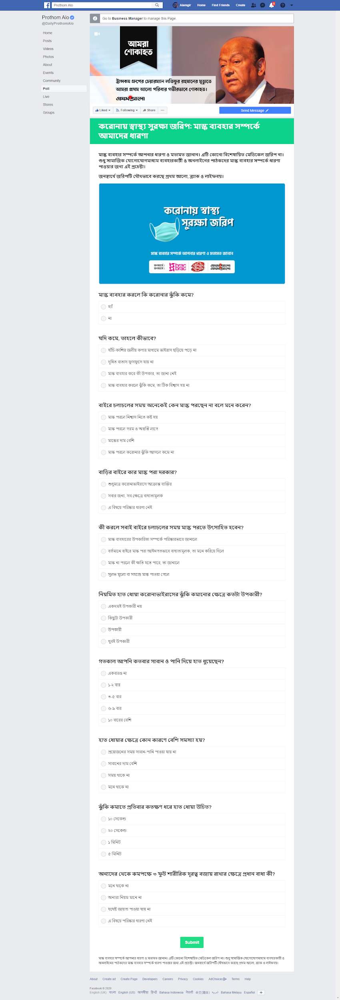 Prothom Alo
Alamgir Home Find Friends Create
8
Prothom Alo
@DailyProthomAlo
Home
Posts
Videos
Photos
About
Events
Community
Poll
Live
Stores
Groups
Go to Business Manager to manage this Page.
আমরা
শোকাহত
ট্রান্সকম গ্রুপের চেয়ারম্যান লতিফুর রহমানের মৃত্যুতে
আমরা প্রথম আলো পরিবার গভীরভাবে শোকাহত।
প্রথম আলো
Liked Following Share
Send Message
করোনায় স্বাস্থ্য সুরক্ষা জরিপ: মাস্ক ব্যবহার সম্পর্কে
আমাদের ধারণা
মাস্ক ব্যবহার সম্পর্কে আপনার ধারণা ও মতামত জানান। এটি কোনো বিশেষায়িত মেডিকেল জরিপ না।
শুধু সামাজিক যোগোযোগমাধ্যম ব্যবহারকারী ও অনলাইনের পাঠকদের মাস্ক ব্যবহার সম্পর্কে ধারণা
পাওয়ার জন্য এই প্রচেষ্টা।
জনস্বার্থে জরিপটি যৌথভাবে করছে প্রথম আলো, ব্র্যাক ও লাইফবয়।
করোনায় স্বাস্থ্য
সুরক্ষা জরিপ
মাস্ক ব্যবহার সম্পর্কে আপনার ধারণা ও মতামত জানান
জনস্বার্থে : brac Lifebuoy প্রথম আলো
জনস্বার্থে : brac Lifebuoy প্রথম আলো
মাস্ক ব্যবহার করলে কি করোনার ঝুঁকি কমে?
হ্যাঁ
না
যদি কমে, তাহলে কীভাবে?
হাঁচি-কাশির জলীয় কণার মাধ্যমে ভাইরাস ছড়িয়ে পড়ে না
দূষিত বাতাস ফুসফুসে যায় না
মাস্ক ব্যবহার করে কী উপকার, তা জানা নেই
মাস্ক ব্যবহার করলে ঝুঁকি কমে, তা ঠিক বিশ্বাস হয় না
বাইরে চলাচলের সময় অনেকেই কেন মাস্ক পরছেন না বলে মনে করেন?
মাস্ক পরলে নিশ্বাস নিতে কষ্ট হয়
মাস্ক পরলে গরম ও অস্বস্তি লাগে
মাস্কের দাম বেশি
মাস্ক পরলে করোনার ঝুঁকি আসলে কমে না
বাড়ির বাইরে কার মাস্ক পরা দরকার?
শুধুমাত্র করোনাভাইরাসে আক্রান্ত ব্যক্তির
সবার জন্য, সব ক্ষেত্রে বাধ্যতামূলক
এ বিষয়ে পরিষ্কার ধারণা নেই
কী করলে সবাই বাইরে চলাচলের সময় মাস্ক পরতে উৎসাহিত হবেন?
মাস্ক ব্যবহারের উপকারিতা সম্পর্কে পরিষ্কারভাবে জানালে
বর্তমানে বাইরে মাস্ক পরা আইনগতভাবে বাধ্যতামূলক, তা মনে করিয়ে দিলে
মাস্ক না পরলে কী ক্ষতি হতে পারে, তা জানালে
সুলভ মূল্যে বা সহজে মাস্ক পাওয়া গেলে
নিয়মিত হাত ধোয়া করোনাভাইরাসের ঝুঁকি কমানোর ক্ষেত্রে কতটা উপকারী?
একদমই উপকারী নয়
কিছুটা উপকারী
উপকারী
খুবই উপকারী
গতকাল আপনি কতবার সাবান ও পানি দিয়ে হাত ধুয়েছেন?
একবারও না
১-২ বার
৩-৫ বার
৬-৯ বার
১০ বারের বেশি
হাত ধোয়ার ক্ষেত্রে কোন কারণে বেশি সমস্যা হয়?
প্রয়োজনের সময় সাবান-পানি পাওয়া যায় না
সাবানের দাম বেশি
সময় থাকে না
মনে থাকে না
ঝুঁকি কমাতে প্রতিবার কতক্ষণ ধরে হাত ধোয়া উচিত?
১০ সেকেন্ড
২০ সেকেন্ড
১ মিনিট
৫ মিনিট
অন্যদের থেকে কমপক্ষে ৩ ফুট শারীরিক দূরত্ব বজায় রাখার ক্ষেত্রে প্রধান বাধা কী?
মনে থাকে না
অন্যরা নিয়ম মানে না
যথেষ্ট জায়গা পাওয়া যায় না
এ বিষয়ে পরিষ্কার ধারণা নেই
Submit
মাস্ক ব্যবহার সম্পর্কে আপনার ধারণা ও মতামত জানান। এটি কোনো বিশেষায়িত মেডিকেল জরিপ না। শুধু সামাজিক যোগোযোগমাধ্যম ব্যবহারকারী ও
অনলাইনের পাঠকদের মাস্ক ব্যবহার সম্পর্কে ধারণা পাওয়ার জন্য এই প্রচেষ্টা। জনস্বার্থে জরিপটি যৌথভাবে করছে প্রথম আলো, ব্র্যাক ও লাইফবয়।
About Create ad Create Page Developers Careers Privacy Cookies AdChoices Terms Help
Facebook © 2020
English (UK) বাংলা English (US) অসমীয়া हिन्दी Bahasa Indonesia नेपाली 中文(简体) العربية Bahasa Melayu Español